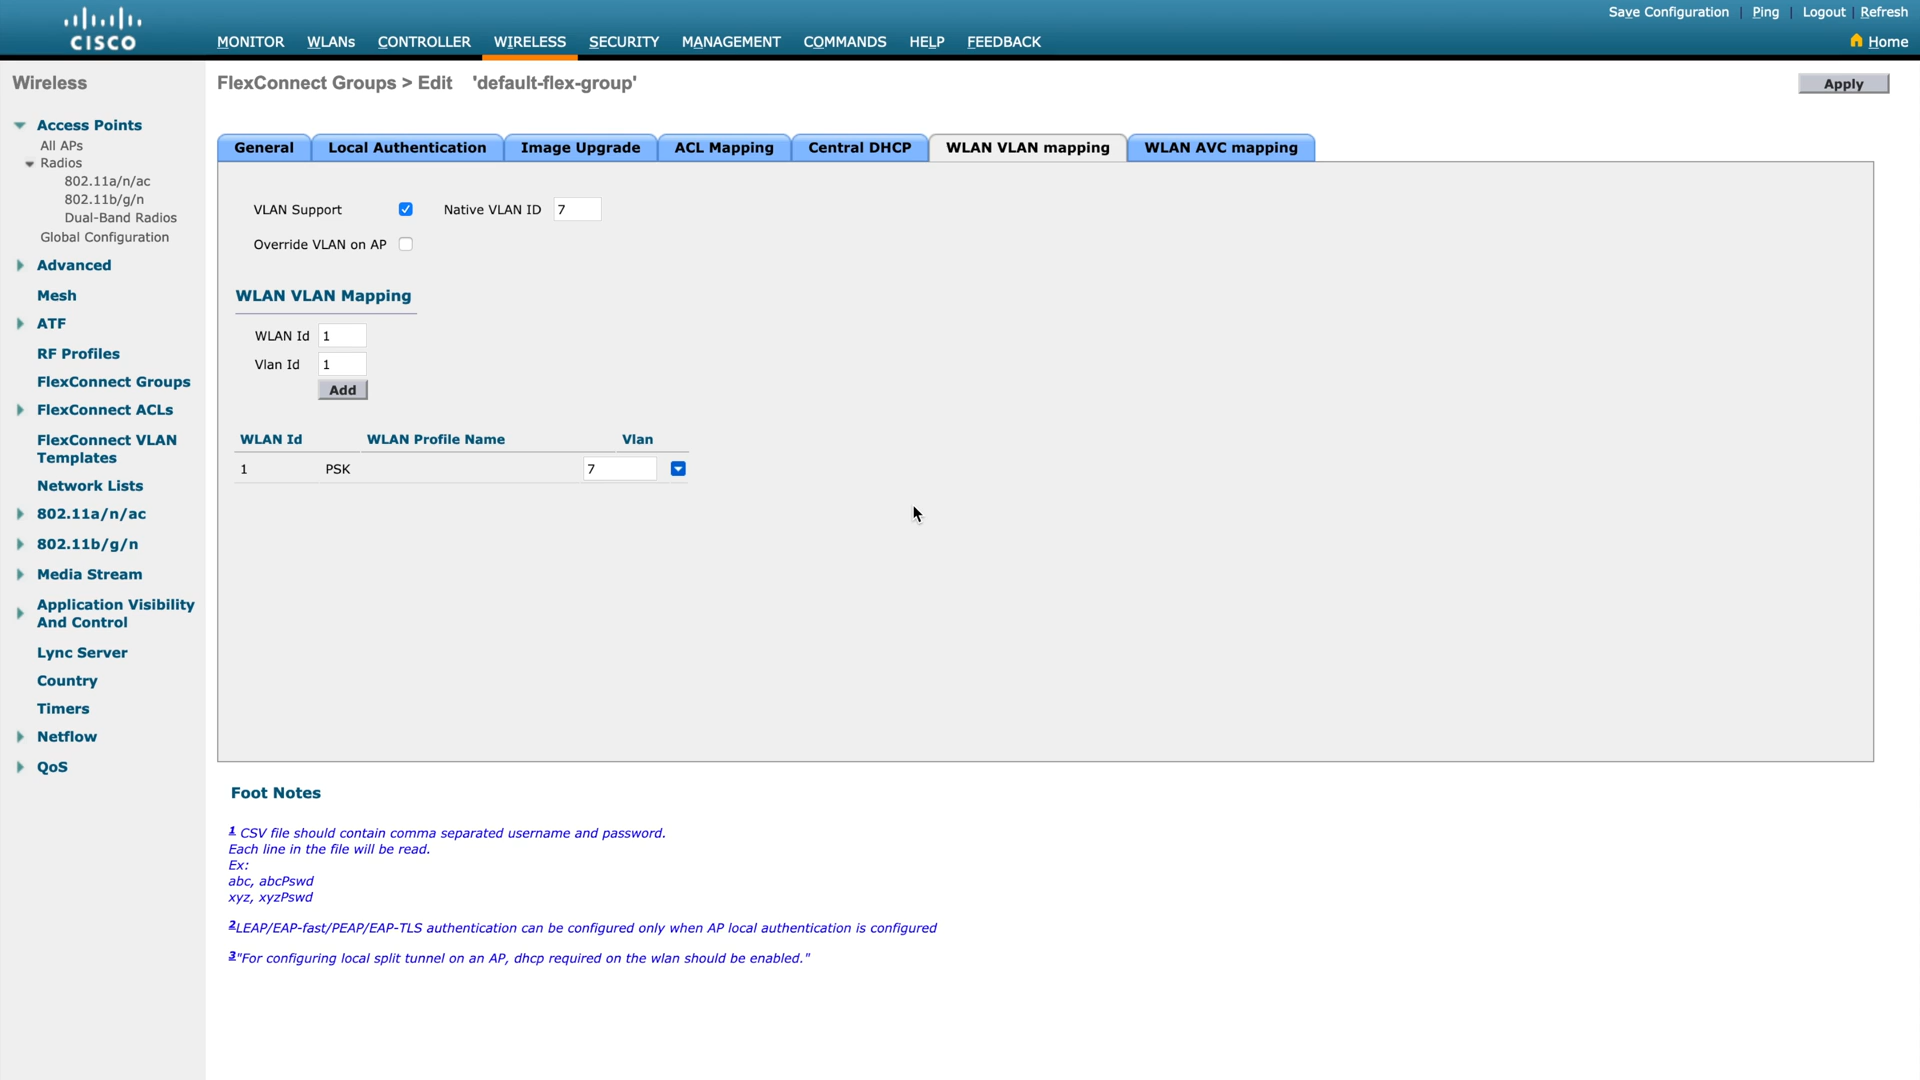 Save Configuration | Ping | Logout | Refresh
CISCO
MONITOR WLANs CONTROLLER WIRELESS SECURITY MANAGEMENT COMMANDS HELP FEEDBACK
Home
Wireless
Access Points
All APs
Radios
802.11a/n/ac
802.11b/g/n
Dual-Band Radios
Global Configuration
Advanced
Mesh
ATF
RF Profiles
FlexConnect Groups
FlexConnect ACLs
FlexConnect VLAN
Templates
Network Lists
802.11a/n/ac
802.11b/g/n
Media Stream
Application Visibility
And Control
Lync Server
Country
Timers
Netflow
QoS
FlexConnect Groups > Edit 'default-flex-group'
Apply
General Local Authentication Image Upgrade ACL Mapping Central DHCP WLAN VLAN mapping WLAN AVC mapping
VLAN Support Native VLAN ID 7
Override VLAN on AP
WLAN VLAN Mapping
WLAN Id 1
Vlan Id 1
Add
WLAN Id WLAN Profile Name Vlan
1 PSK 7
Foot Notes
1 CSV file should contain comma separated username and password.
Each line in the file will be read.
Ex:
abc, abcPswd
xyz, xyzPswd
2LEAP/EAP-fast/PEAP/EAP-TLS authentication can be configured only when AP local authentication is configured
3"For configuring local split tunnel on an AP, dhcp required on the wlan should be enabled."